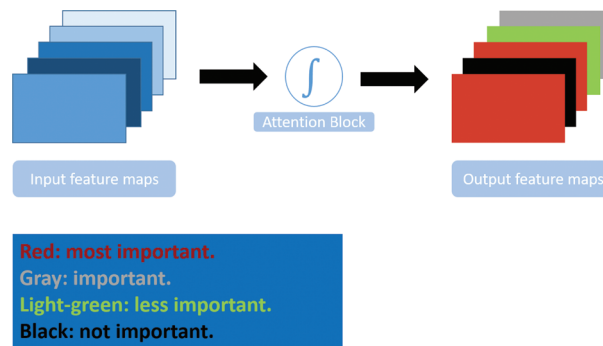 ∫
Attention Block
Input feature maps
Output feature maps
Red: most important.
Gray: important.
Light-green: less important.
Black: not important.